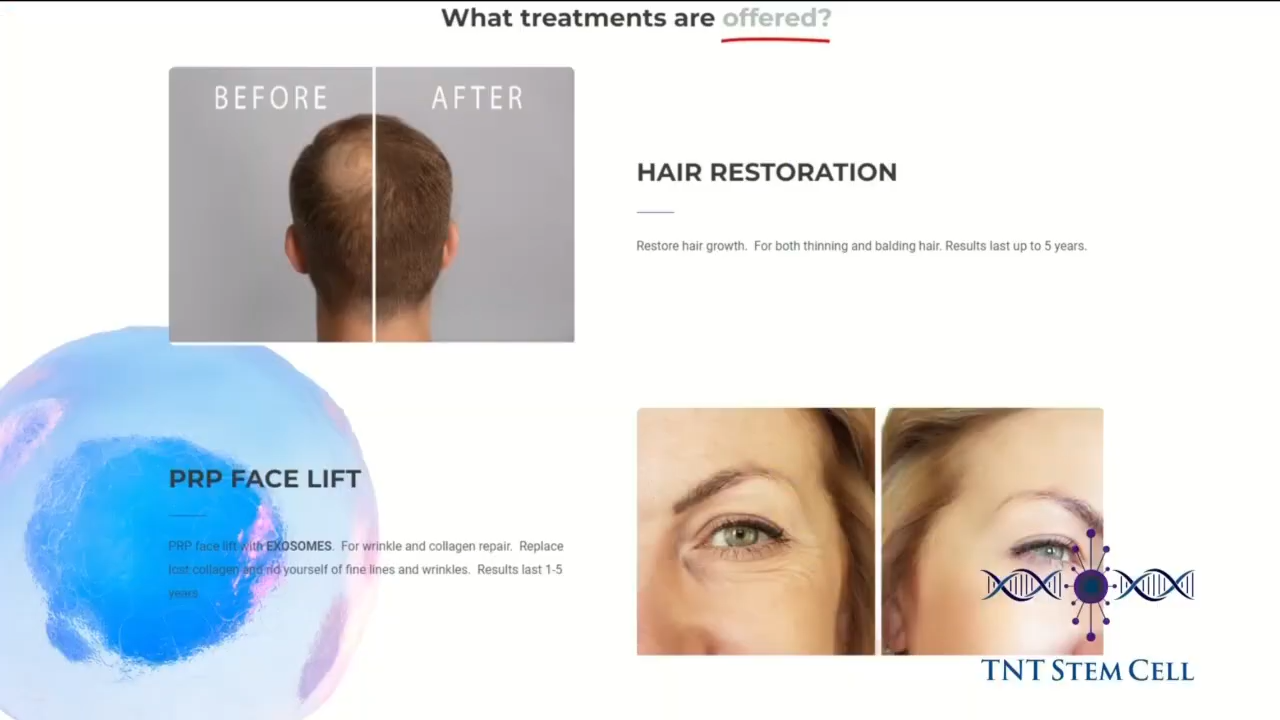 What treatments are offered?
BEFORE
AFTER
HAIR RESTORATION
Restore hair growth.  For both thinning and balding hair. Results last up to 5 years.
PRP FACE LIFT
PRP face lift with EXOSOMES.  For wrinkle and collagen repair.  Replace
lost collagen and rid yourself of fine lines and wrinkles.  Results last 1-5
years.
TNT STEM CELL